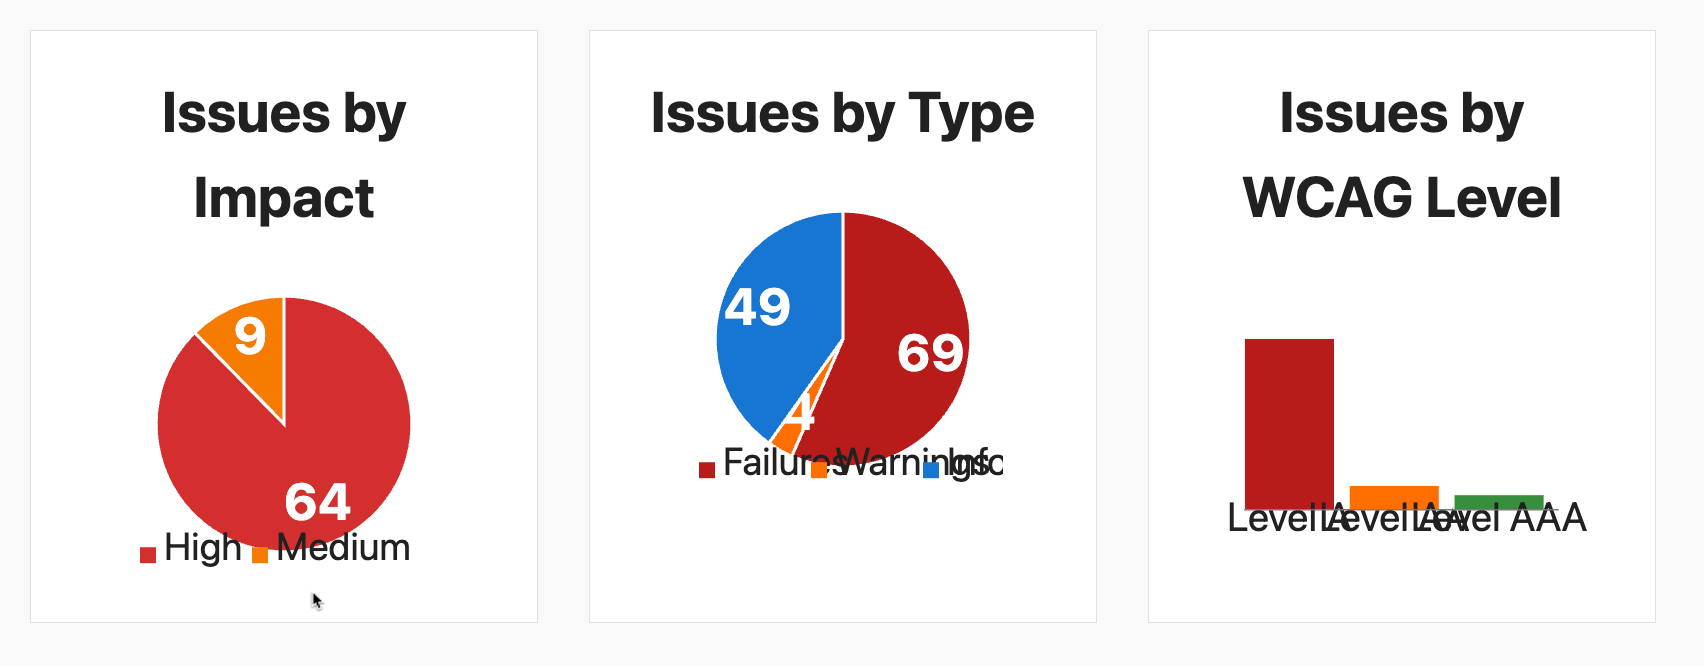 Issues by
Impact
9
64
High
Medium
Issues by Type
49
69
4
Failures
Warnings
Issues by
WCAG Level
Level A
Level AA
Level AAA